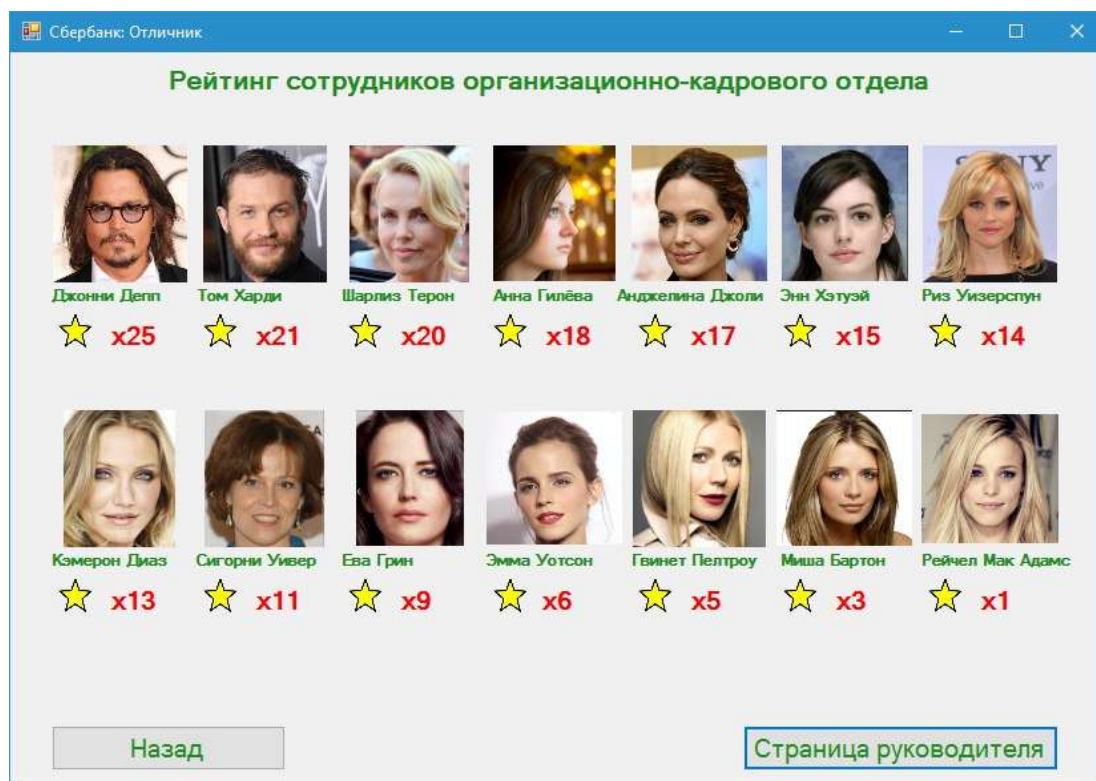 Сбербанк: Отличник
Рейтинг сотрудников организационно-кадрового отдела
Джонни Депп Том Харди Шарлиз Терон Анна Гилёва Анджелина Джоли Энн Хэтуэй Риз Уизерспун
x25 x21 x20 x18 x17 x15 x14
Кэмерон Диаз Сигорни Уивер Ева Грин Эмма Уотсон Гвинет Пелтроу Миша Бартон Рейчел Мак Адамс
x13 x11 x9 x6 x5 x3 x1
Назад Страница руководителя